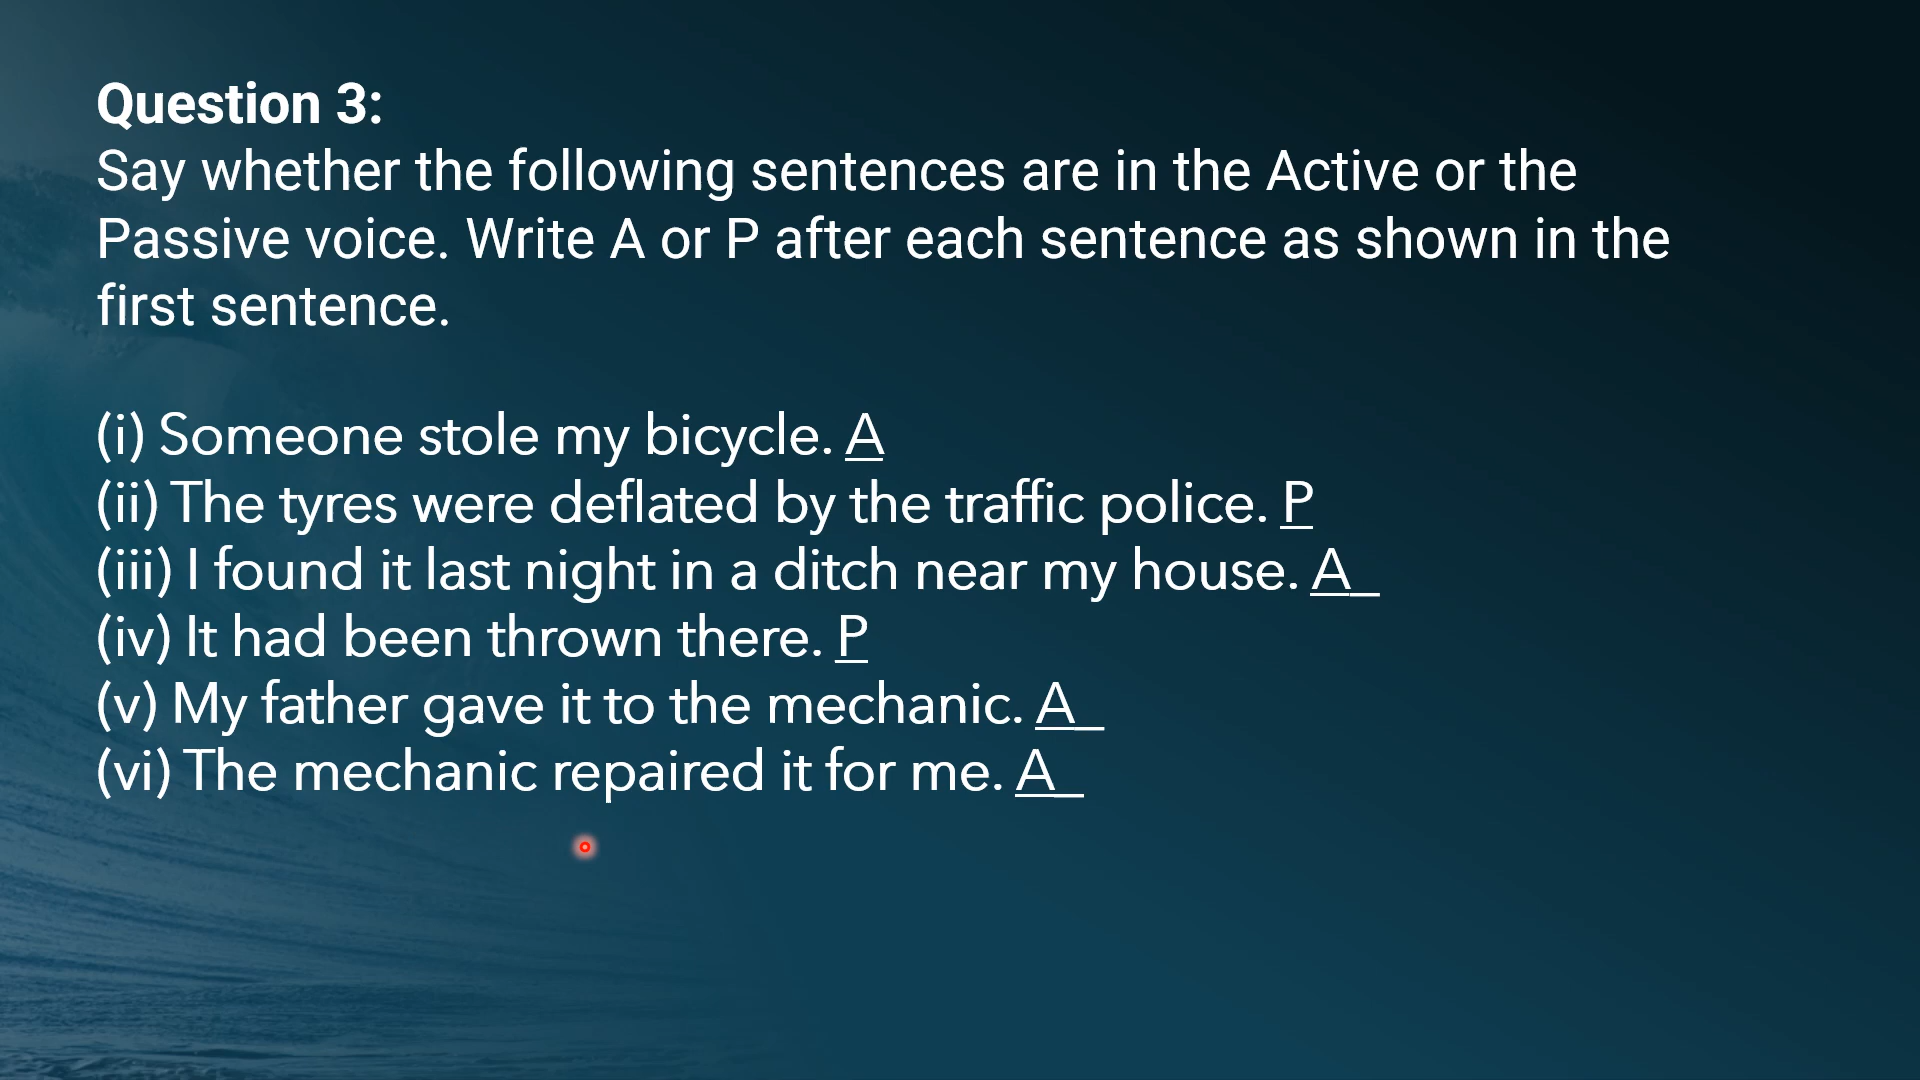 Question 3:
Say whether the following sentences are in the Active or the
Passive voice. Write A or P after each sentence as shown in the
first sentence.
(i) Someone stole my bicycle. A
(ii) The tyres were deflated by the traffic police. P
(iii) I found it last night in a ditch near my house. A_
(iv) It had been thrown there. P
(v) My father gave it to the mechanic. A_
(vi) The mechanic repaired it for me. A_